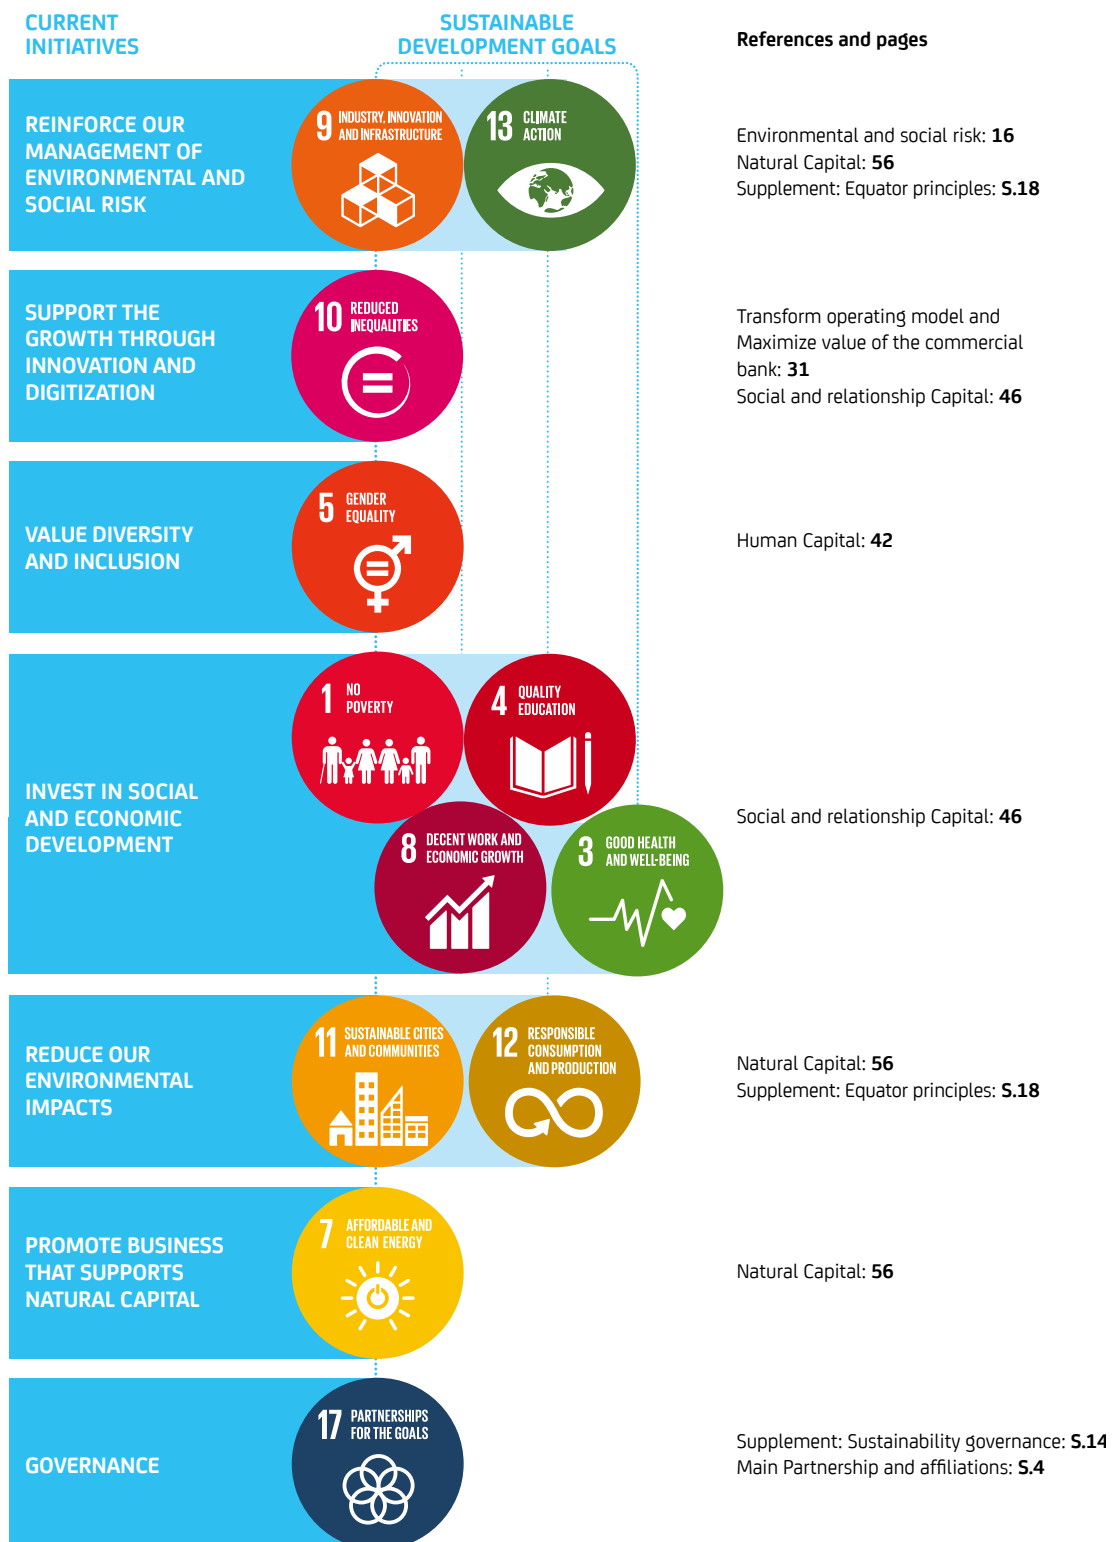 CURRENT
INITIATIVES
SUSTAINABLE
DEVELOPMENT GOALS
References and pages
REINFORCE OUR
MANAGEMENT OF
ENVIRONMENTAL AND
SOCIAL RISK
9 INDUSTRY, INNOVATION
AND INFRASTRUCTURE
13 CLIMATE
ACTION
Environmental and social risk: 16
Natural Capital: 56
Supplement: Equator principles: S.18
SUPPORT THE
GROWTH THROUGH
INNOVATION AND
DIGITIZATION
10 REDUCED
INEQUALITIES
Transform operating model and
Maximize value of the commercial
bank: 31
Social and relationship Capital: 46
VALUE DIVERSITY
AND INCLUSION
5 GENDER
EQUALITY
Human Capital: 42
INVEST IN SOCIAL
AND ECONOMIC
DEVELOPMENT
1 NO
POVERTY
4 QUALITY
EDUCATION
8 DECENT WORK AND
ECONOMIC GROWTH
3 GOOD HEALTH
AND WELL-BEING
Social and relationship Capital: 46
REDUCE OUR
ENVIRONMENTAL
IMPACTS
11 SUSTAINABLE CITIES
AND COMMUNITIES
12 RESPONSIBLE
CONSUMPTION
AND PRODUCTION
Natural Capital: 56
Supplement: Equator principles: S.18
PROMOTE BUSINESS
THAT SUPPORTS
NATURAL CAPITAL
7 AFFORDABLE AND
CLEAN ENERGY
Natural Capital: 56
GOVERNANCE
17 PARTNERSHIPS
FOR THE GOALS
Supplement: Sustainability governance: S.14
Main Partnership and affiliations: S.4